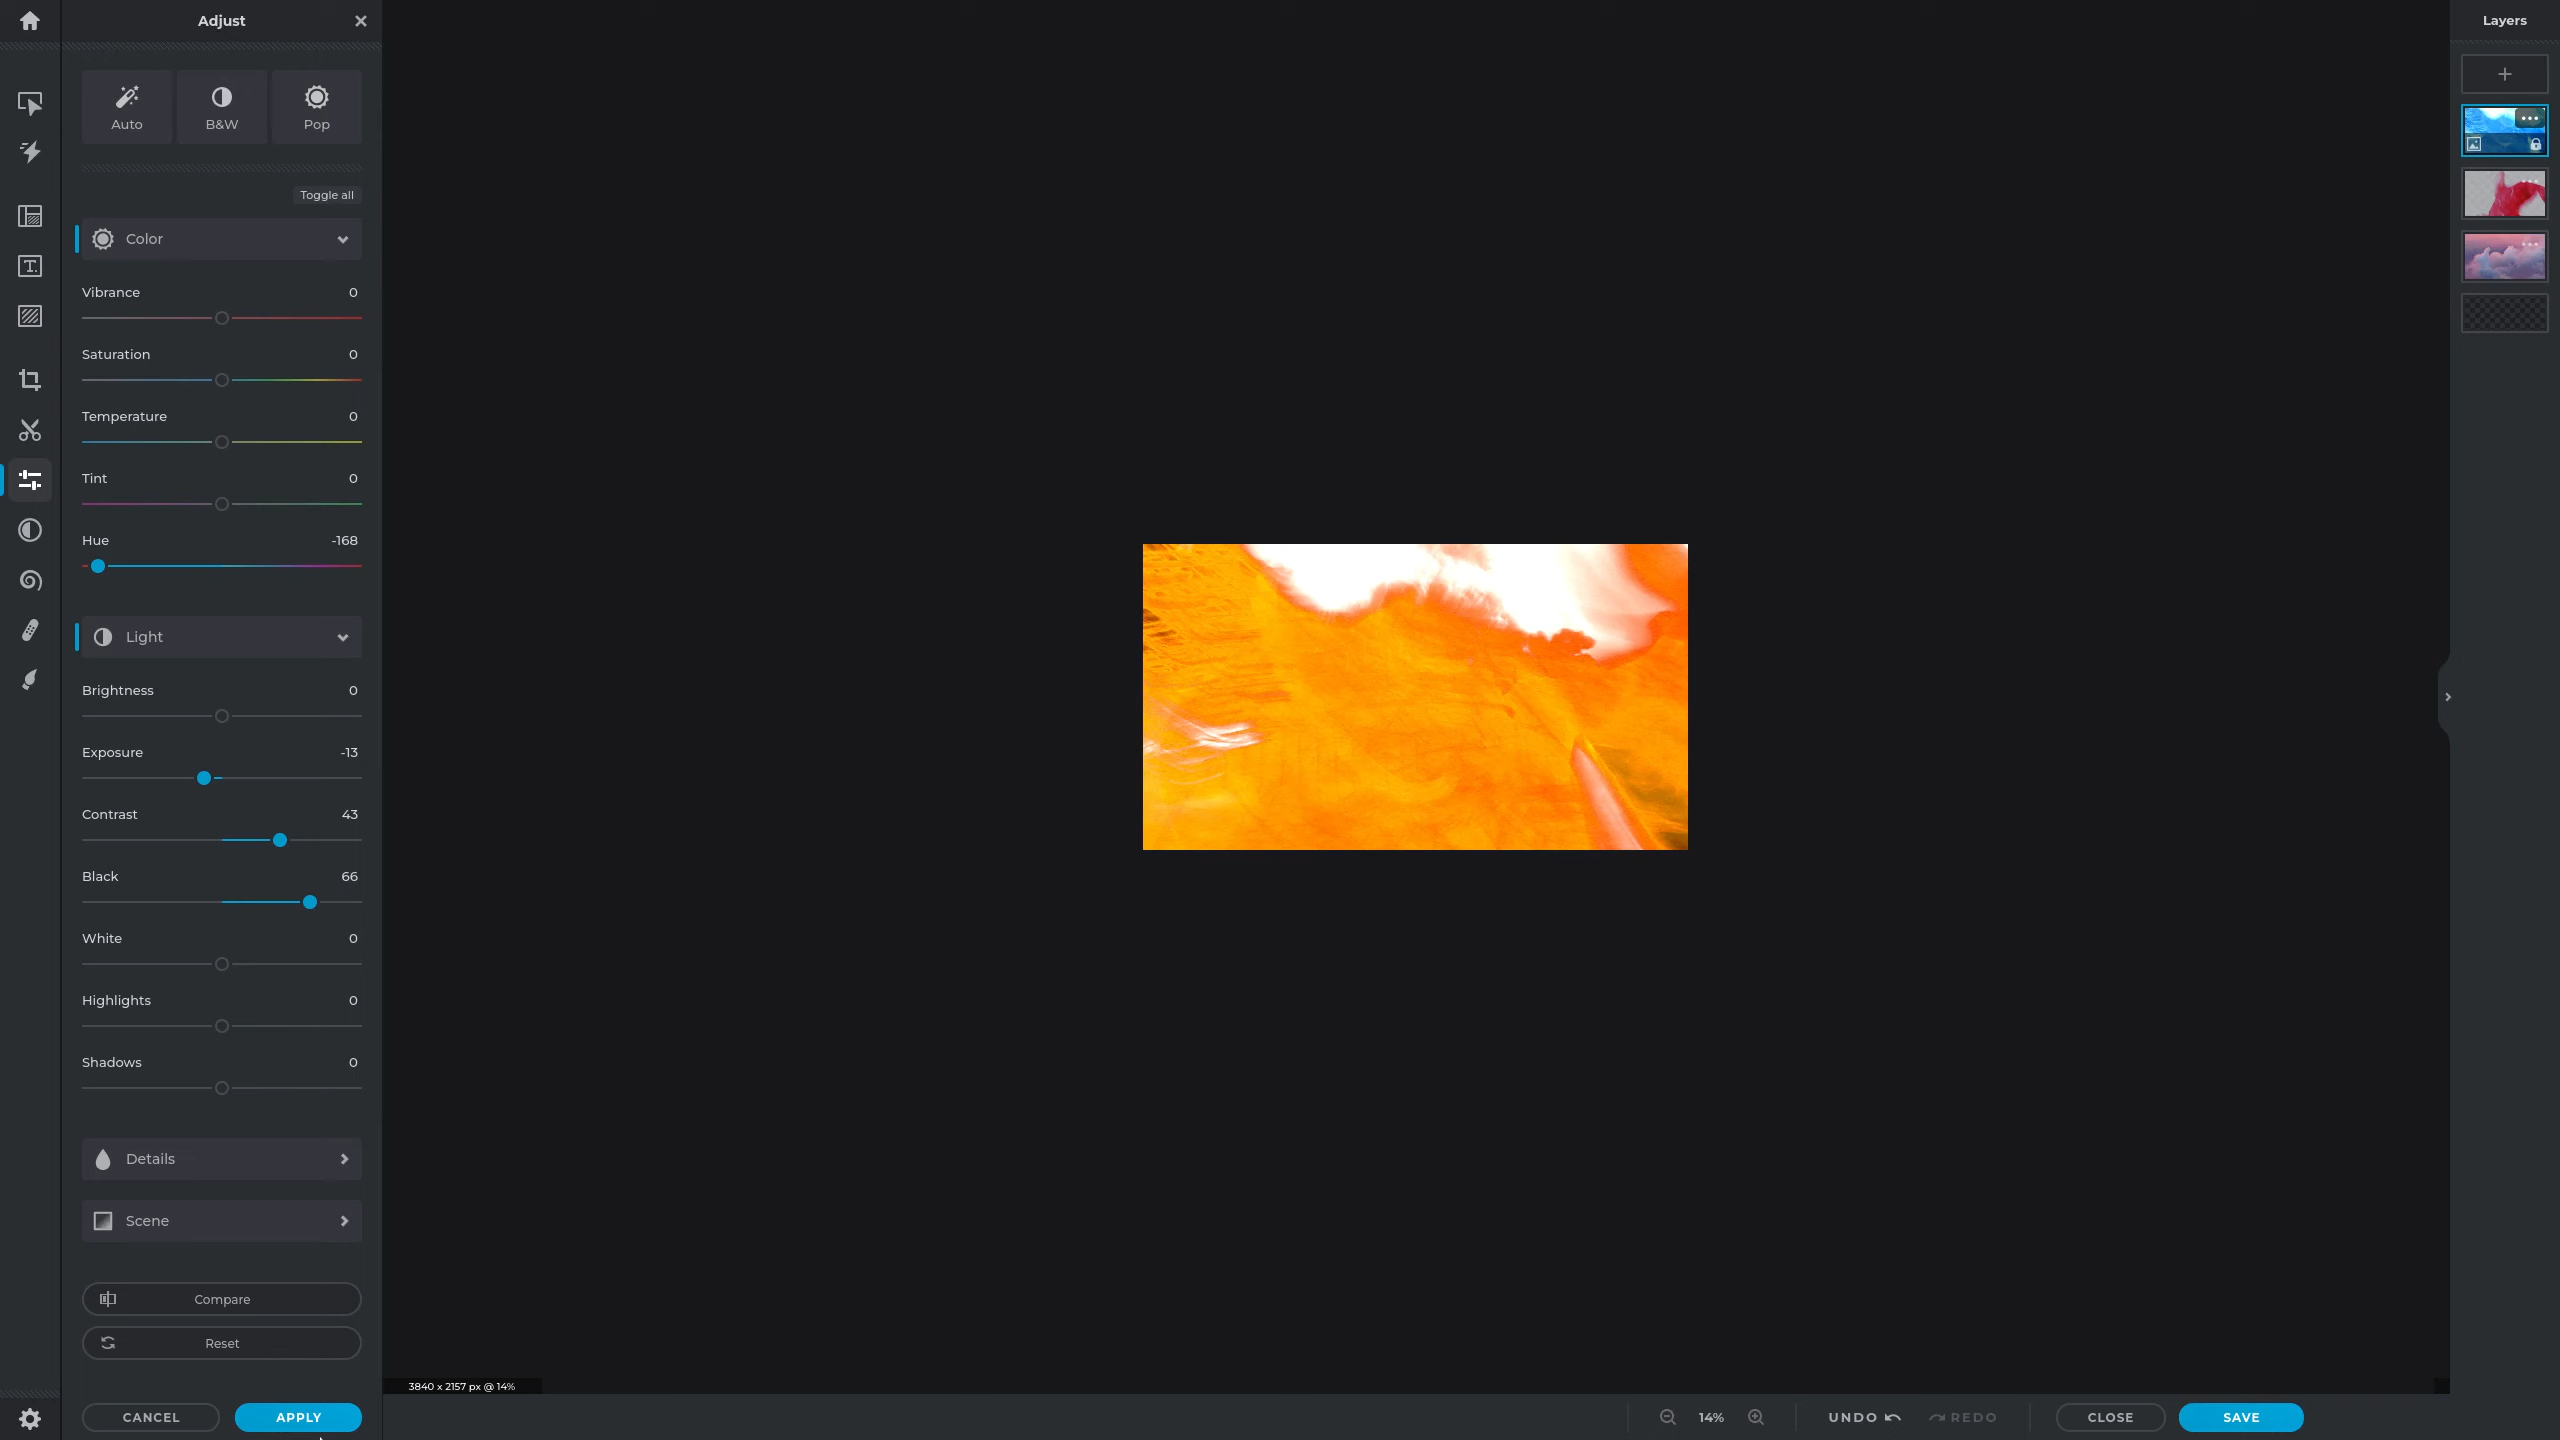 Adjust
Layers
Auto
B&W
Pop
Toggle all
Color
Vibrance 0
Saturation 0
Temperature 0
Tint 0
Hue -168
Light
Brightness 0
Exposure -13
Contrast 43
Black 66
White 0
Highlights 0
Shadows 0
Details
Scene
Compare
Reset
3840 x 2157 px @ 14%
CANCEL
APPLY
14%
UNDO
REDO
CLOSE
SAVE